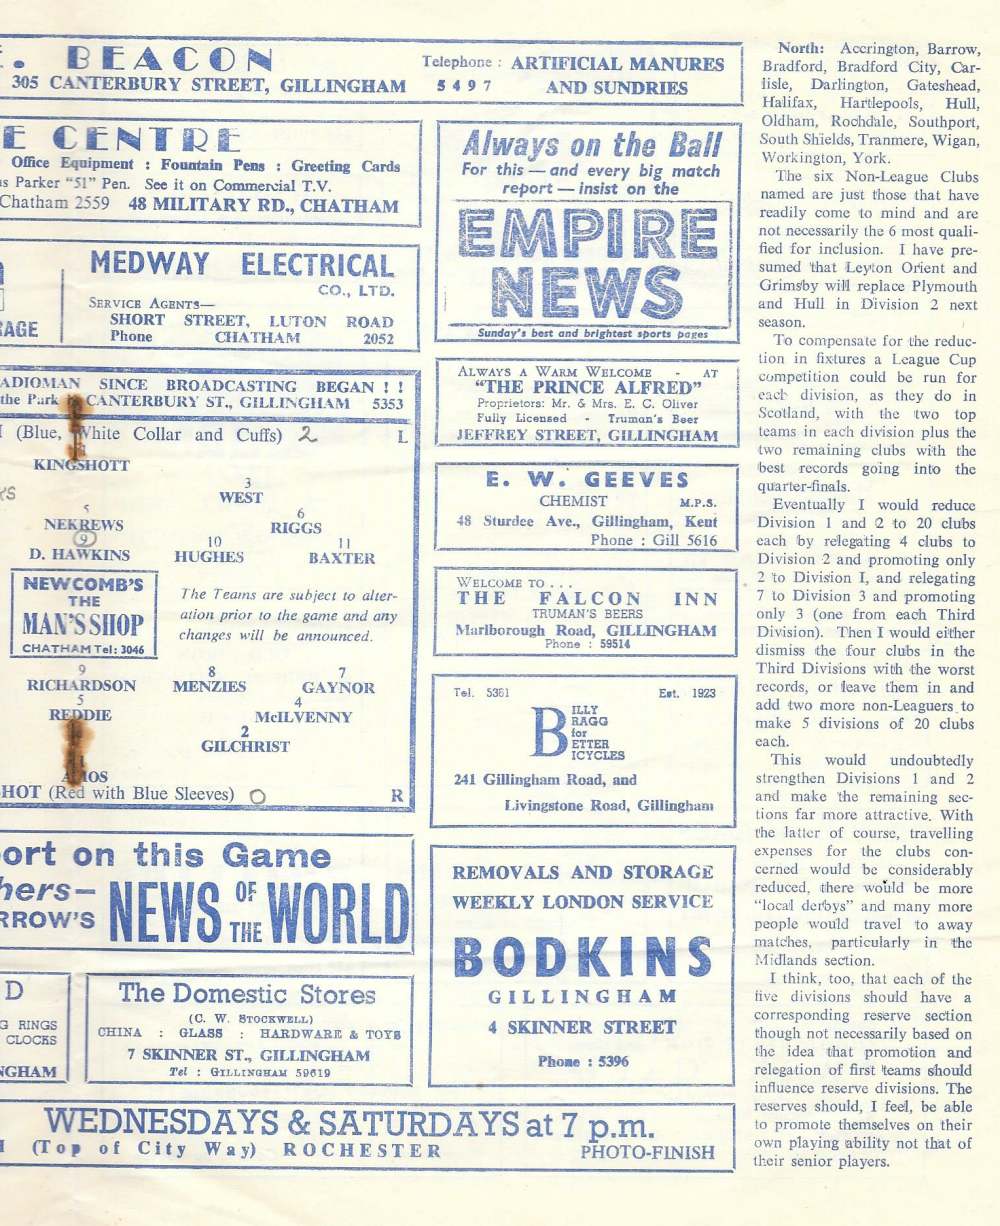 E. BEACON
305 CANTERBURY STREET, GILLINGHAM
Telephone : ARTIFICIAL MANURES
5 4 9 7 AND SUNDRIES
E CENTRE
Office Equipment : Fountain Pens : Greeting Cards
Parker "51" Pen. See it on Commercial T.V.
Chatham 2559 48 MILITARY RD., CHATHAM
AGE
MEDWAY ELECTRICAL
CO., LTD.
SERVICE AGENTS—
SHORT STREET, LUTON ROAD
Phone CHATHAM 2052
ADIOMAN SINCE BROADCASTING BEGAN ! !
the Park CANTERBURY ST., GILLINGHAM 5353
(Blue, White Collar and Cuffs) 2 L
KINGSHOTT
3
WEST
5 6
NEKREWS RIGGS
9 10 11
D. HAWKINS HUGHES BAXTER
NEWCOMB'S
THE
MAN'S SHOP
CHATHAM Tel: 3046
The Teams are subject to alter-
ation prior to the game and any
changes will be announced.
9 8 7
RICHARDSON MENZIES GAYNOR
5 4
REDDIE McILVENNY
2
GILCHRIST
1
AMOS
HOT (Red with Blue Sleeves) 0 R
ort on this Game
hers—
RROW'S NEWS OF THE WORLD
D
G RINGS
CLOCKS
NGHAM
The Domestic Stores
(C. W. STOCKWELL)
CHINA : GLASS : HARDWARE & TOYS
7 SKINNER ST., GILLINGHAM
Tel : GILLINGHAM 59619
WEDNESDAYS & SATURDAYS at 7 p.m.
(Top of City Way) ROCHESTER PHOTO-FINISH
Always on the Ball
For this — and every big match
report — insist on the
EMPIRE
NEWS
Sunday's best and brightest sports pages
ALWAYS A WARM WELCOME - AT
"THE PRINCE ALFRED"
Proprietors: Mr. & Mrs. E. C. Oliver
Fully Licensed - Truman's Beer
JEFFREY STREET, GILLINGHAM
E. W. GEEVES
CHEMIST M.P.S.
48 Sturdee Ave., Gillingham, Kent
Phone : Gill 5616
WELCOME TO . . .
THE FALCON INN
TRUMAN'S BEERS
Marlborough Road, GILLINGHAM
Phone : 59514
Tel. 5361 Est. 1923
BILLY
BRAGG
for
BETTER
BICYCLES
241 Gillingham Road, and
Livingstone Road, Gillingham
REMOVALS AND STORAGE
WEEKLY LONDON SERVICE
BODKINS
GILLINGHAM
4 SKINNER STREET
Phone : 5396
North: Accrington, Barrow,
Bradford, Bradford City, Car-
lisle, Darlington, Gateshead,
Halifax, Hartlepools, Hull,
Oldham, Rochdale, Southport,
South Shields, Tranmere, Wigan,
Workington, York.
The six Non-League Clubs
named are just those that have
readily come to mind and are
not necessarily the 6 most quali-
fied for inclusion. I have pre-
sumed that Leyton Orient and
Grimsby will replace Plymouth
and Hull in Division 2 next
season.
To compensate for the reduc-
tion in fixtures a League Cup
competition could be run for
each division, as they do in
Scotland, with the two top
teams in each division plus the
two remaining clubs with the
best records going into the
quarter-finals.
Eventually I would reduce
Division 1 and 2 to 20 clubs
each by relegating 4 clubs to
Division 2 and promoting only
2 to Division I, and relegating
7 to Division 3 and promoting
only 3 (one from each Third
Division). Then I would either
dismiss the four clubs in the
Third Divisions with the worst
records, or leave them in and
add two more non-Leaguers to
make 5 divisions of 20 clubs
each.
This would undoubtedly
strengthen Divisions 1 and 2
and make the remaining sec-
tions far more attractive. With
the latter of course, travelling
expenses for the clubs con-
cerned would be considerably
reduced, there would be more
"local derbys" and many more
people would travel to away
matches, particularly in the
Midlands section.
I think, too, that each of the
five divisions should have a
corresponding reserve section
though not necessarily based on
the idea that promotion and
relegation of first teams should
influence reserve divisions. The
reserves should, I feel, be able
to promote themselves on their
own playing ability not that of
their senior players.